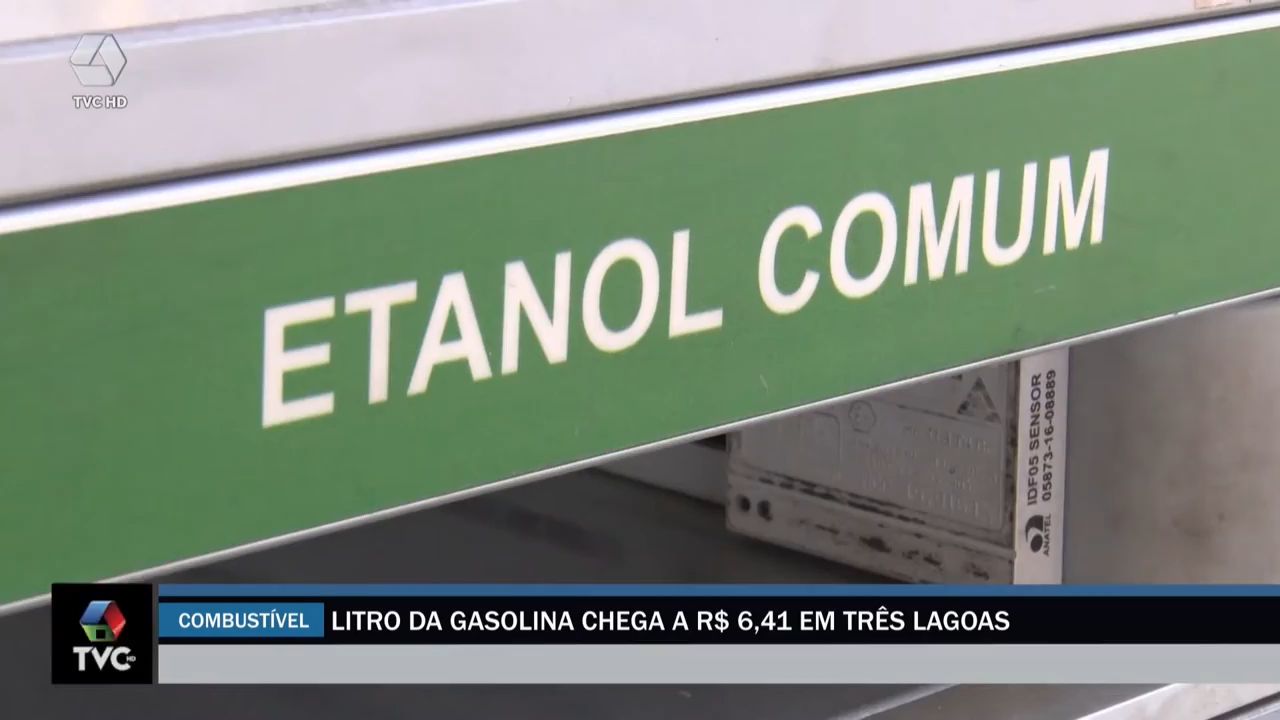 TVC HD
ETANOL COMUM
IDF05 SENSOR
05873-16-08889
ANATEL
COMBUSTÍVEL
LITRO DA GASOLINA CHEGA A R$ 6,41 EM TRÊS LAGOAS
TVC HD